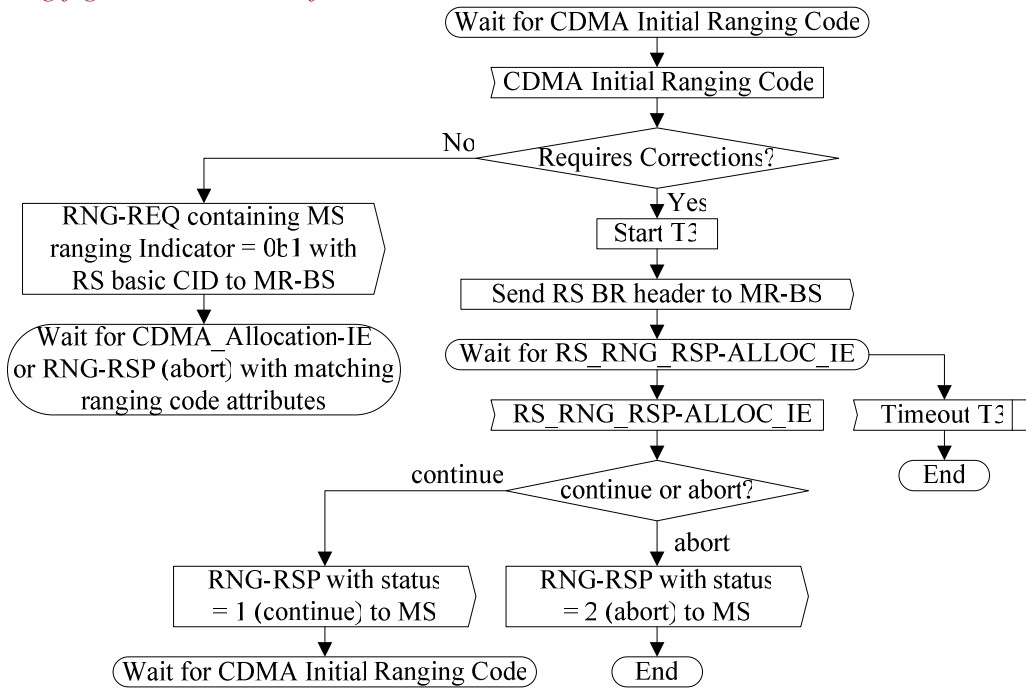 Wait for CDMA Initial Ranging Code
CDMA Initial Ranging Code
No
Requires Corrections?
Yes
RNG-REQ containing MS
ranging Indicator = 0b1 with
RS basic CID to MR-BS
Start T3
Send RS BR header to MR-BS
Wait for CDMA_Allocation-IE
or RNG-RSP (abort) with matching
ranging code attributes
Wait for RS_RNG_RSP-ALLOC_IE
RS_RNG_RSP-ALLOC_IE
Timeout T3
End
continue
continue or abort?
abort
RNG-RSP with status
= 1 (continue) to MS
RNG-RSP with status
= 2 (abort) to MS
Wait for CDMA Initial Ranging Code
End